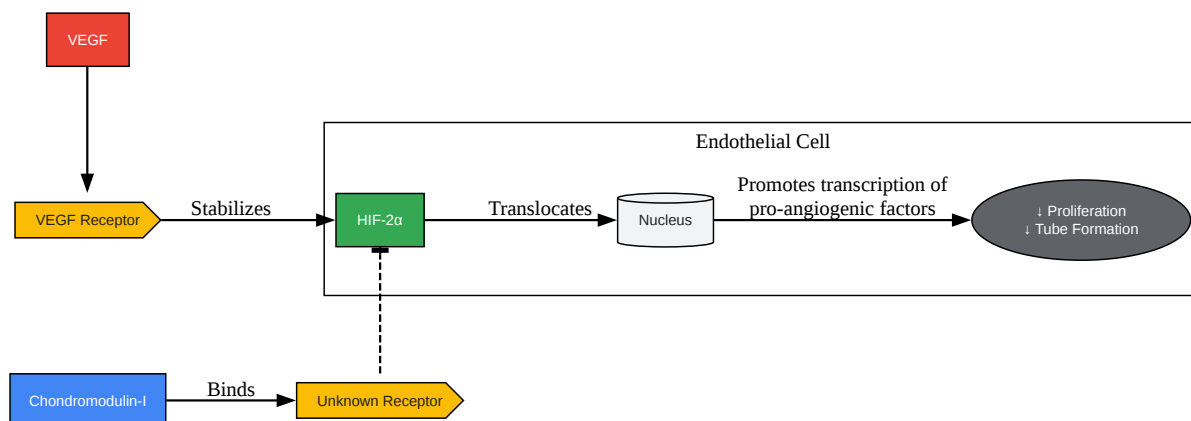 VEGF
Endothelial Cell
VEGF Receptor
Stabilizes
HIF-2α
Translocates
Nucleus
Promotes transcription of
pro-angiogenic factors
↓ Proliferation
↓ Tube Formation
Chondromodulin-I
Binds
Unknown Receptor